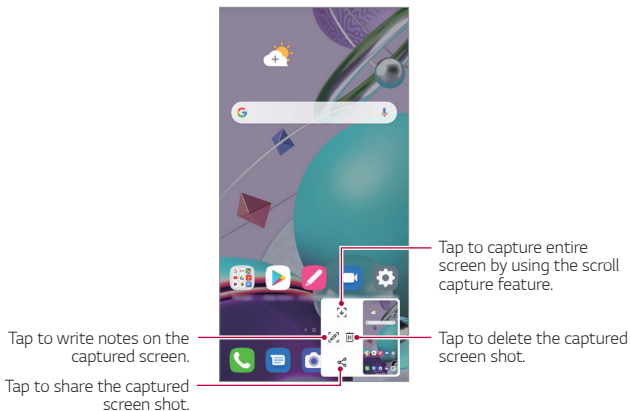 Tap to capture entire
screen by using the scroll
capture feature.
Tap to write notes on the
captured screen.
Tap to delete the captured
screen shot.
Tap to share the captured
screen shot.